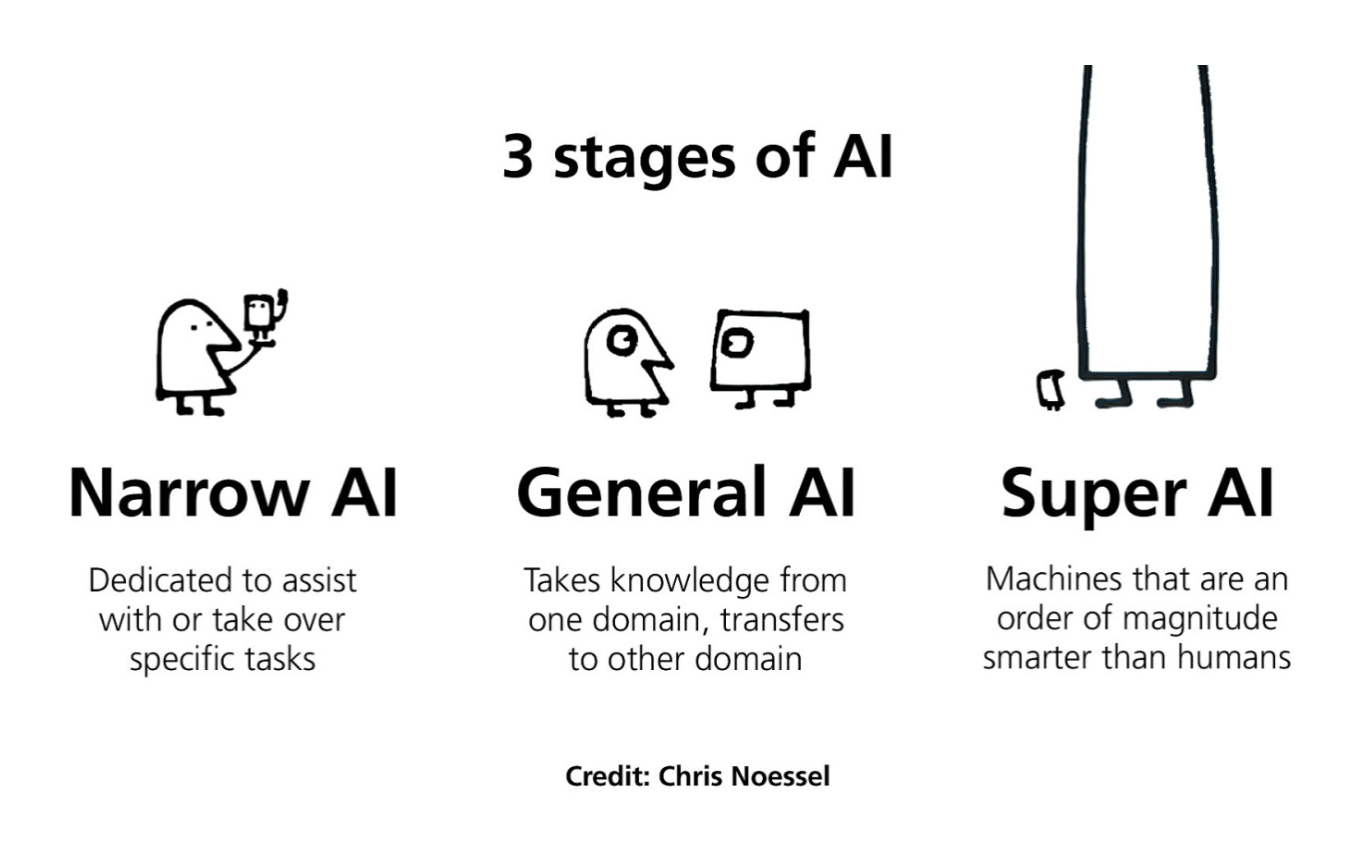 3 stages of AI
Narrow AI
Dedicated to assist
with or take over
specific tasks
General AI
Takes knowledge from
one domain, transfers
to other domain
Super AI
Machines that are an
order of magnitude
smarter than humans
Credit: Chris Noessel